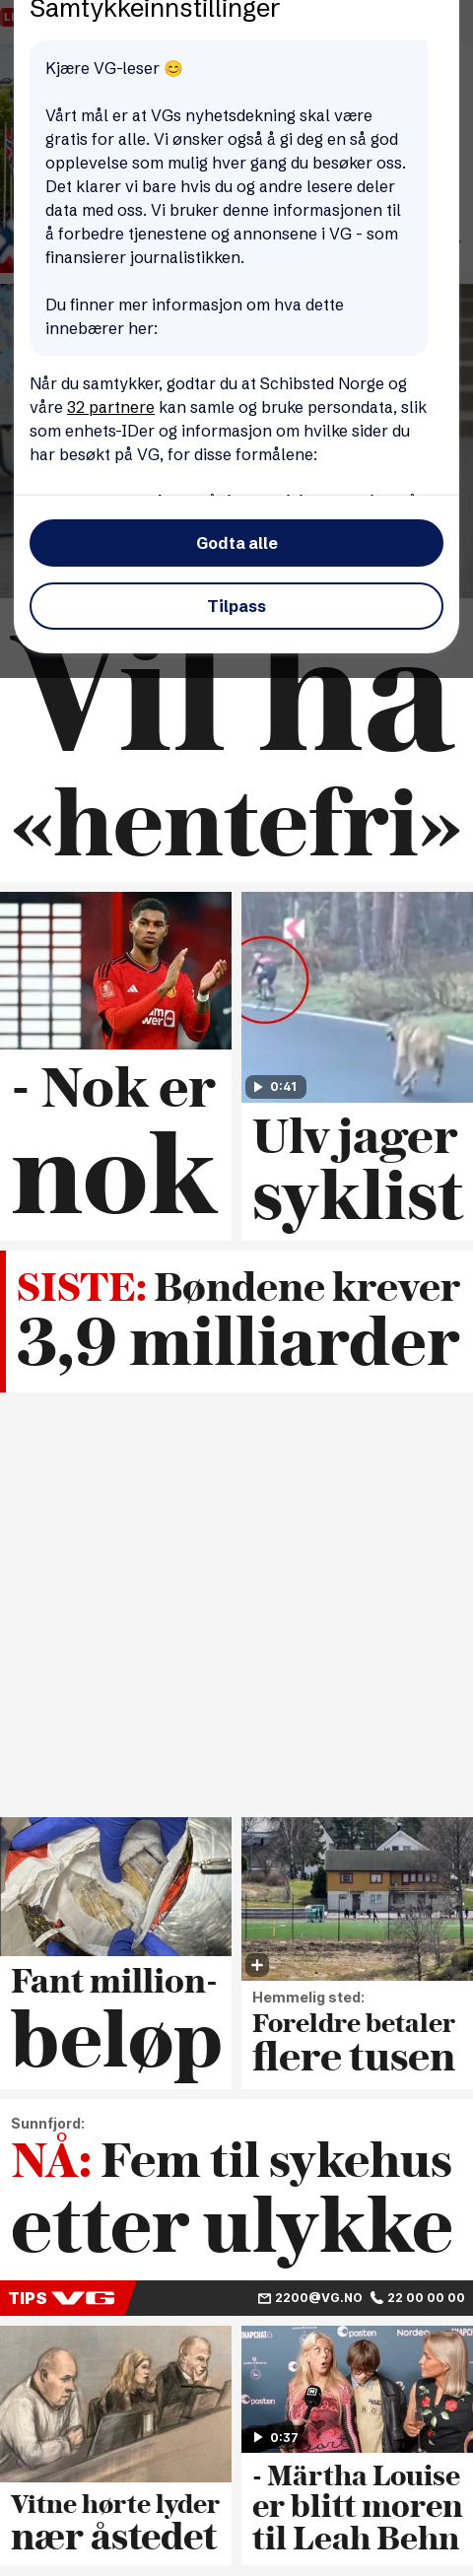 Samtykkeinnstillinger
Kjære VG-leser 😊
Vårt mål er at VGs nyhetsdekning skal være
gratis for alle. Vi ønsker også å gi deg en så god
opplevelse som mulig hver gang du besøker oss.
Det klarer vi bare hvis du og andre lesere deler
data med oss. Vi bruker denne informasjonen til
å forbedre tjenestene og annonsene i VG - som
finansierer journalistikken.
Du finner mer informasjon om hva dette
innebærer her:
Når du samtykker, godtar du at Schibsted Norge og
våre 32 partnere kan samle og bruke persondata, slik
som enhets-IDer og informasjon om hvilke sider du
har besøkt på VG, for disse formålene:
Godta alle
Tilpass
Vil ha
«hentefri»
- Nok er
nok
0:41
Ulv jager
syklist
SISTE: Bøndene krever
3,9 milliarder
Fant million-
beløp
Hemmelig sted:
Foreldre betaler
flere tusen
Sunnfjord:
NÅ: Fem til sykehus
etter ulykke
TIPS VG
2200@VG.NO 22 00 00 00
Vitne hørte lyder
nær åstedet
posten
Nordeo
posten
0:37
- Märtha Louise
er blitt moren
til Leah Behn